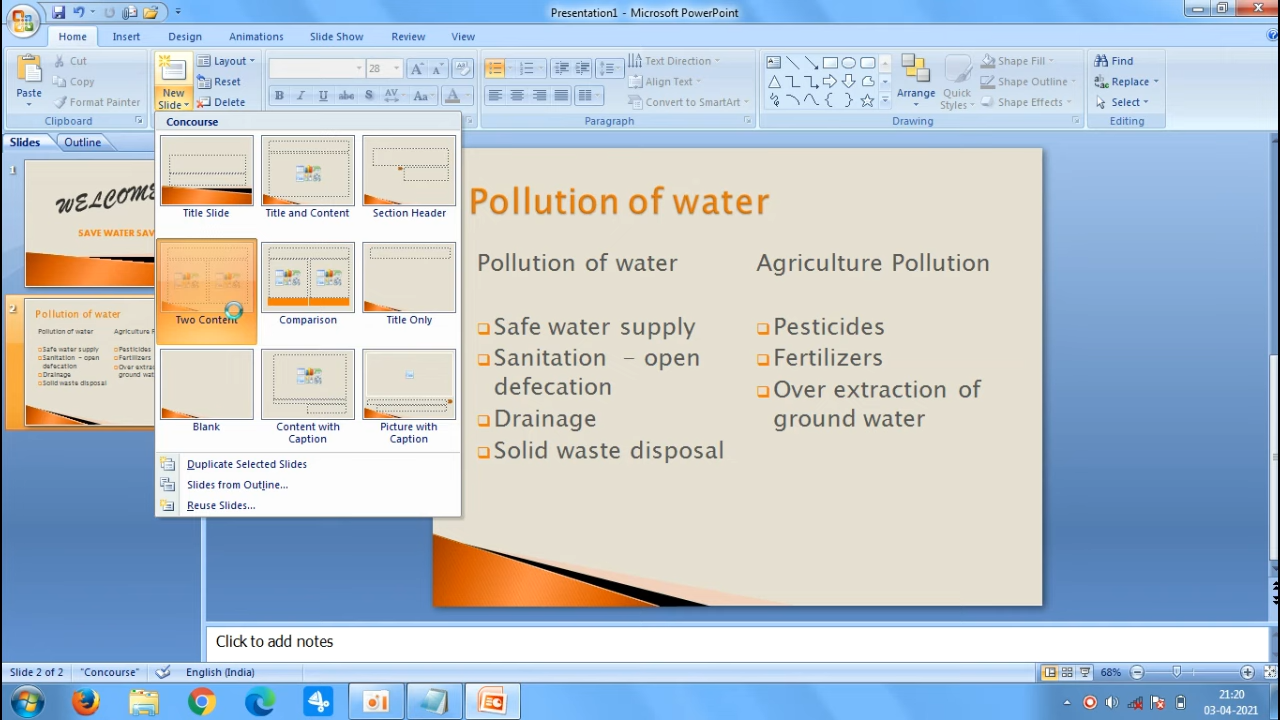 Presentation1 - Microsoft PowerPoint
Home Insert Design Animations Slide Show Review View
Paste
Cut
Copy
Format Painter
Clipboard
New Slide
Layout
Reset
Delete
28
B I U abc S AV Aa A
Paragraph
Text Direction
Align Text
Convert to SmartArt
Arrange
Quick Styles
Shape Fill
Shape Outline
Shape Effects
Drawing
Find
Replace
Select
Editing
Slides Outline
Concourse
Title Slide
Title and Content
Section Header
Two Content
Comparison
Title Only
Blank
Content with Caption
Picture with Caption
Duplicate Selected Slides
Slides from Outline...
Reuse Slides...
1
WELCOME
SAVE WATER SAV
2
Pollution of water
Pollution of water
Agriculture P
Safe water supply
Sanitation – open
defecation
Drainage
Solid waste disposal
Pesticides
Fertilizers
Over extract
ground wat
Pollution of water
Pollution of water
Safe water supply
Sanitation – open
defecation
Drainage
Solid waste disposal
Agriculture Pollution
Pesticides
Fertilizers
Over extraction of
ground water
Click to add notes
Slide 2 of 2
"Concourse"
English (India)
68%
21:20
03-04-2021